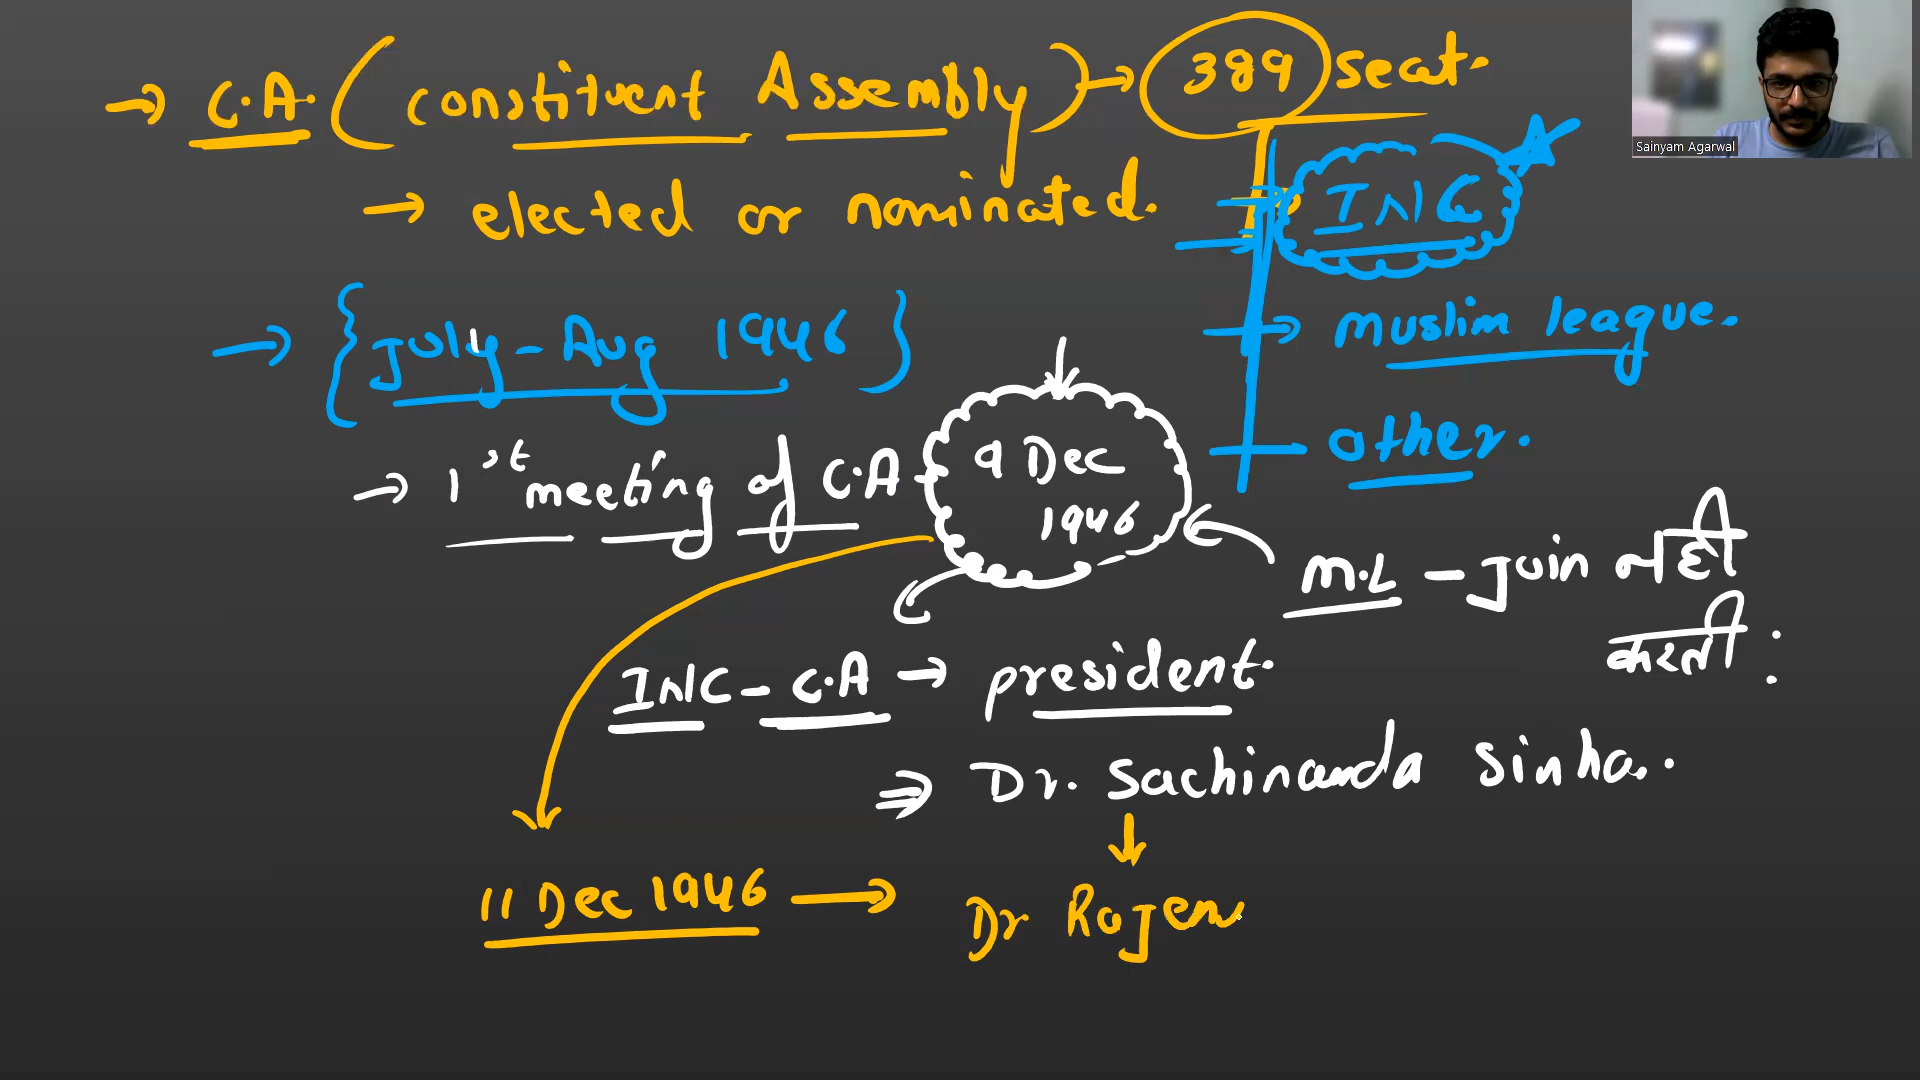 → C.A. (constituent Assembly) → 389 seat.
→ elected or nominated.
INC
→ {July - Aug 1946}
→ muslim league.
other.
→ 1st meeting of C.A - 9 Dec 1946
M.L - Join नही करती :
INC - C.A → president.
⇒ Dr. Sachinanda Sinha..
11 Dec 1946 → Dr Rajen
Sainyam Agarwal